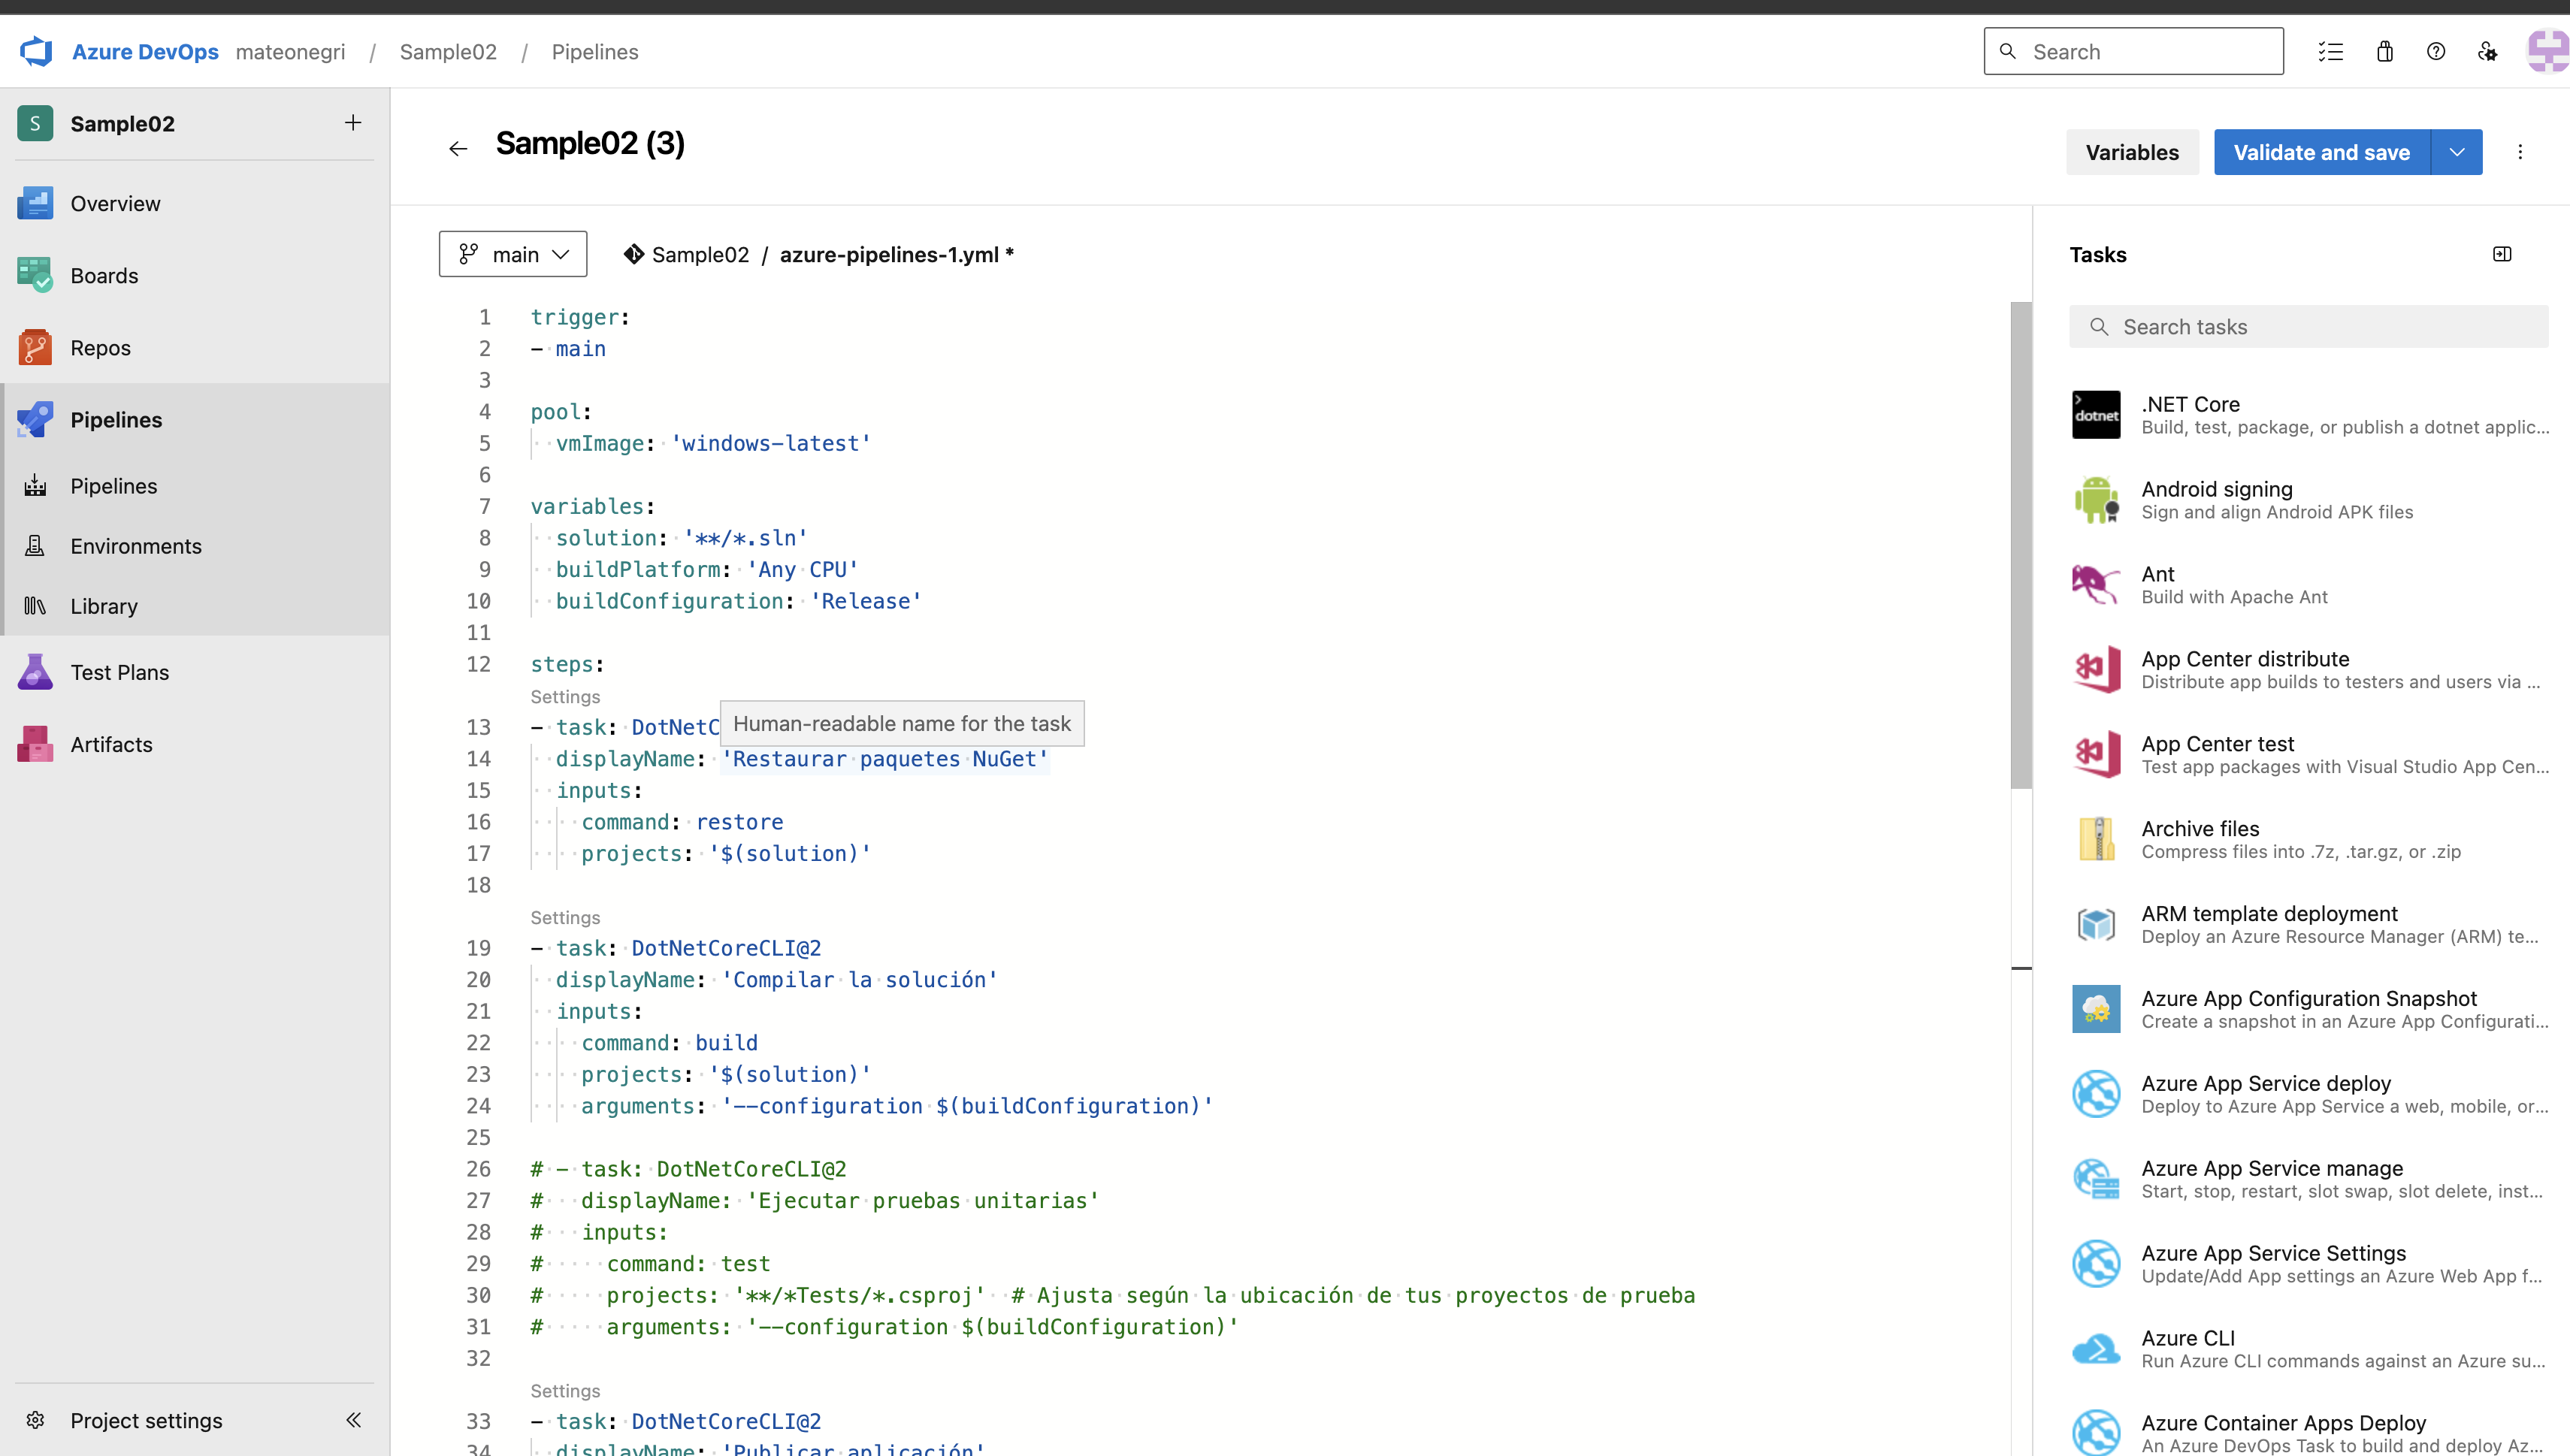 Azure DevOps mateonegri / Sample02 / Pipelines
Search
S Sample02
Overview
Boards
Repos
Pipelines
Pipelines
Environments
Library
Test Plans
Artifacts
Project settings
Sample02 (3)
Variables
Validate and save
main
Sample02 / azure-pipelines-1.yml *
1 trigger:
2 - main
3
4 pool:
5   vmImage: 'windows-latest'
6
7 variables:
8   solution: '**/*.sln'
9   buildPlatform: 'Any CPU'
10   buildConfiguration: 'Release'
11
12 steps:
Settings
Human-readable name for the task
13 - task: DotNetC
14   displayName: 'Restaurar paquetes NuGet'
15   inputs:
16     command: restore
17     projects: '$(solution)'
18
Settings
19 - task: DotNetCoreCLI@2
20   displayName: 'Compilar la solución'
21   inputs:
22     command: build
23     projects: '$(solution)'
24     arguments: '--configuration $(buildConfiguration)'
25
26 # - task: DotNetCoreCLI@2
27 #   displayName: 'Ejecutar pruebas unitarias'
28 #   inputs:
29 #     command: test
30 #     projects: '**/*Tests/*.csproj'  # Ajusta según la ubicación de tus proyectos de prueba
31 #     arguments: '--configuration $(buildConfiguration)'
32
Settings
33 - task: DotNetCoreCLI@2
34   displayName: 'Publicar aplicación'
Tasks
Search tasks
dotnet
.NET Core
Build, test, package, or publish a dotnet applic...
Android signing
Sign and align Android APK files
Ant
Build with Apache Ant
App Center distribute
Distribute app builds to testers and users via ...
App Center test
Test app packages with Visual Studio App Cen...
Archive files
Compress files into .7z, .tar.gz, or .zip
ARM template deployment
Deploy an Azure Resource Manager (ARM) te...
Azure App Configuration Snapshot
Create a snapshot in an Azure App Configurati...
Azure App Service deploy
Deploy to Azure App Service a web, mobile, or...
Azure App Service manage
Start, stop, restart, slot swap, slot delete, inst...
Azure App Service Settings
Update/Add App settings an Azure Web App f...
Azure CLI
Run Azure CLI commands against an Azure su...
Azure Container Apps Deploy
An Azure DevOps Task to build and deploy Az...